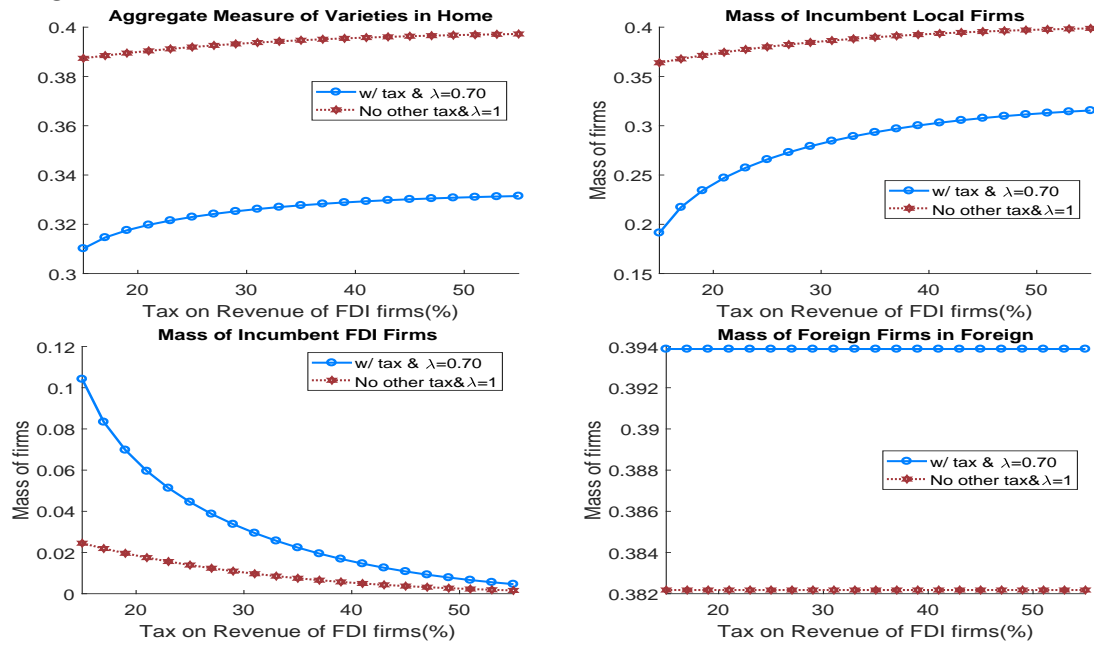 Aggregate Measure of Varieties in Home
0.4
0.38
0.36
0.34
0.32
0.3
w/ tax & λ=0.70
No other tax&λ=1
20
30
40
50
Tax on Revenue of FDI firms(%)
Mass of Incumbent Local Firms
Mass of firms
0.4
0.35
0.3
0.25
0.2
0.15
w/ tax & λ=0.70
No other tax&λ=1
20
30
40
50
Tax on Revenue of FDI firms(%)
Mass of Incumbent FDI Firms
Mass of firms
0.12
0.1
0.08
0.06
0.04
0.02
0
w/ tax & λ=0.70
No other tax&λ=1
20
30
40
50
Tax on Revenue of FDI firms(%)
Mass of Foreign Firms in Foreign
Mass of firms
0.394
0.392
0.39
0.388
0.386
0.384
0.382
w/ tax & λ=0.70
No other tax&λ=1
20
30
40
50
Tax on Revenue of FDI firms(%)